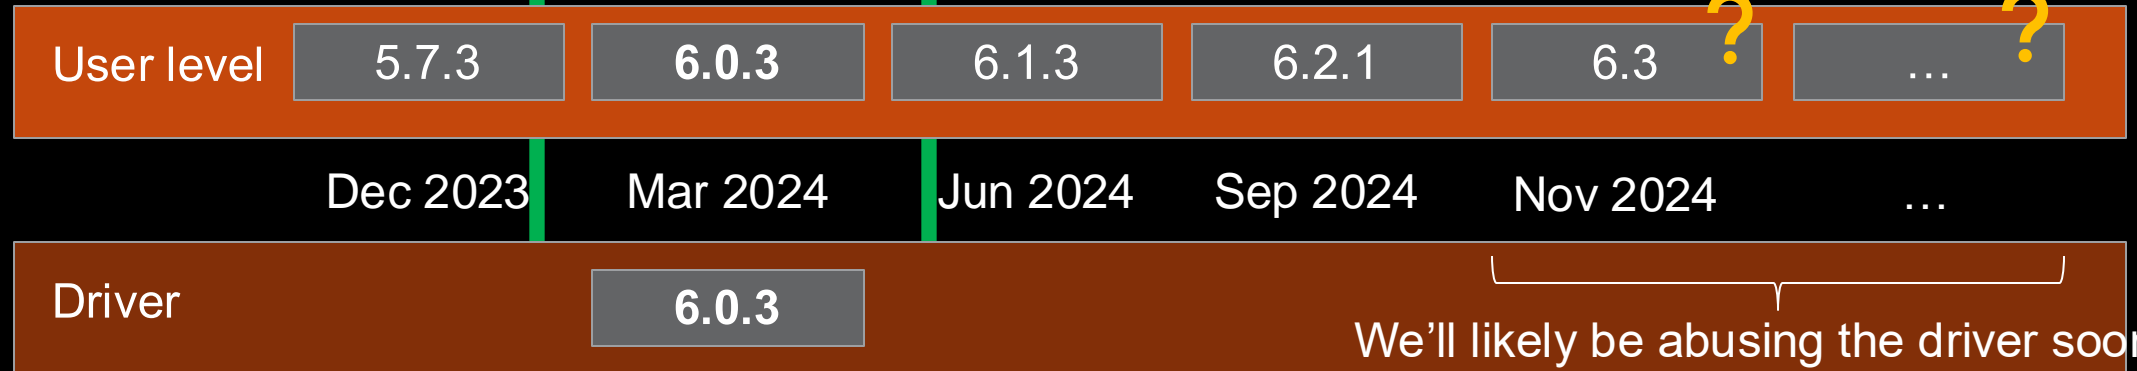 User level 5.7.3 6.0.3 6.1.3 6.2.1 6.3 ? … ?
Dec 2023 Mar 2024 Jun 2024 Sep 2024 Nov 2024 …
Driver 6.0.3
We’ll likely be abusing the driver soon